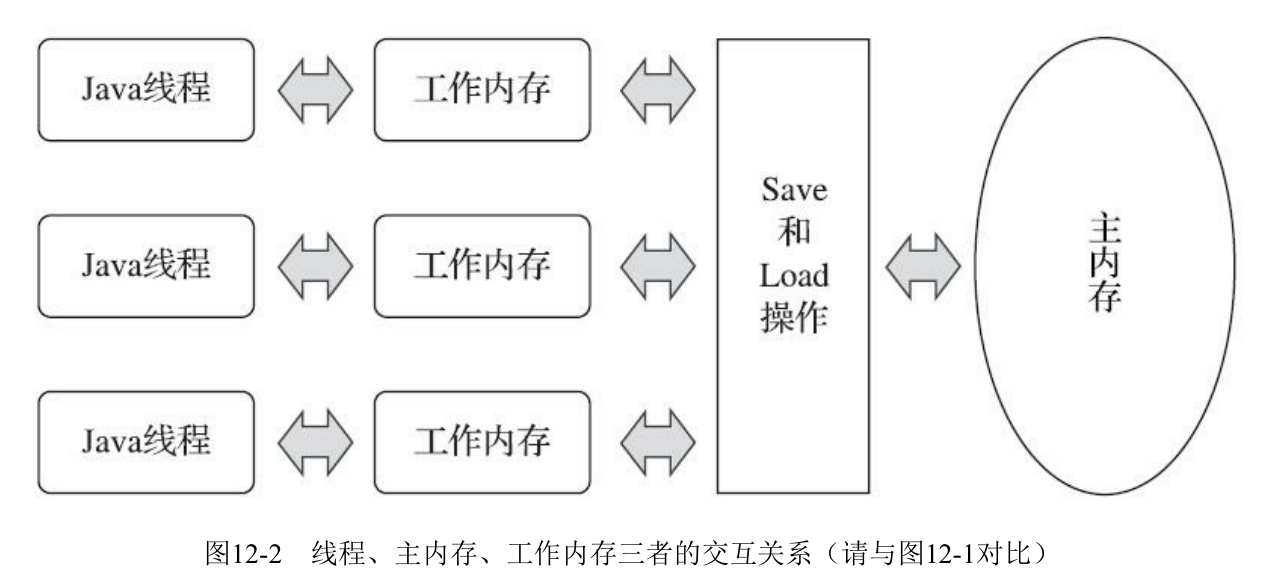 Java线程
工作内存
Java线程
工作内存
Java线程
工作内存
Save
和
Load
操作
主
内
存
图12-2 线程、主内存、工作内存三者的交互关系（请与图12-1对比）